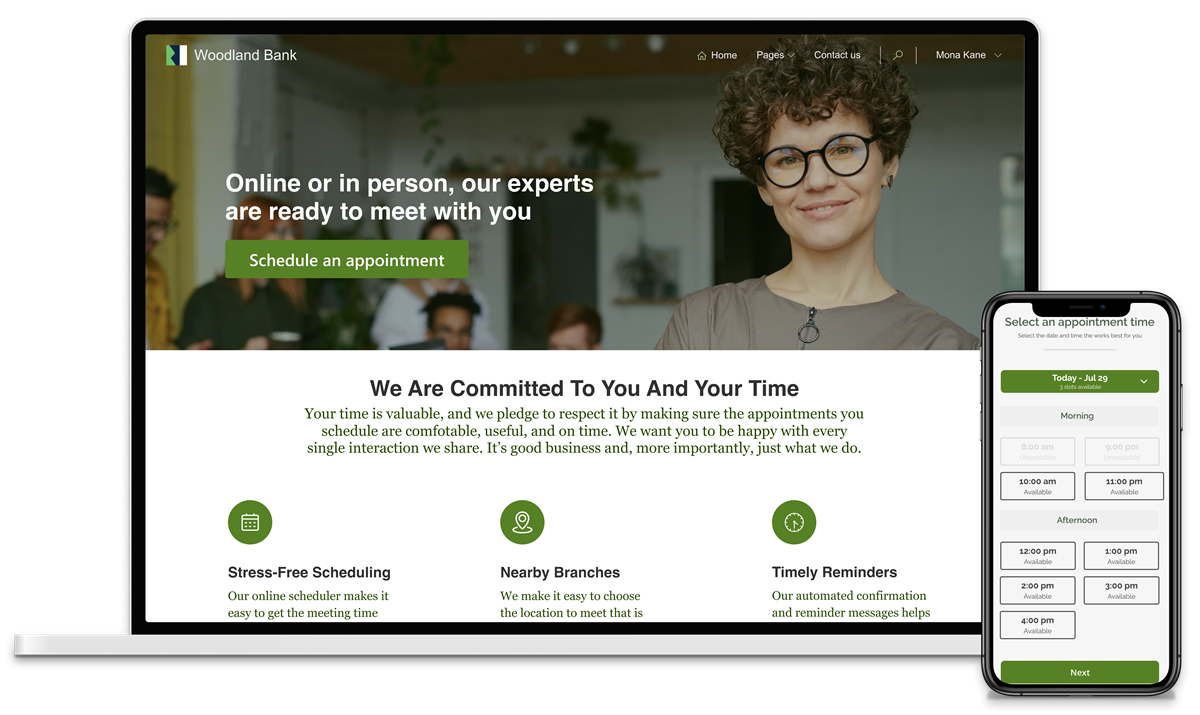 Woodland Bank
Home Pages Contact us Mona Kane
Online or in person, our experts
are ready to meet with you
Schedule an appointment
We Are Committed To You And Your Time
Your time is valuable, and we pledge to respect it by making sure the appointments you
schedule are comfotable, useful, and on time. We want you to be happy with every
single interaction we share. It's good business and, more importantly, just what we do.
Stress-Free Scheduling
Our online scheduler makes it
easy to get the meeting time
Nearby Branches
We make it easy to choose
the location to meet that is
Timely Reminders
Our automated confirmation
and reminder messages helps
Select an appointment time
Select the date and time the works best for you
Today - Jul 29
3 slots available
Morning
8:00 am 9:00 pm
Unavailable Unavailable
10:00 am 11:00 pm
Available Available
Afternoon
12:00 pm 1:00 pm
Available Available
2:00 pm 3:00 pm
Available Available
4:00 pm
Available
Next